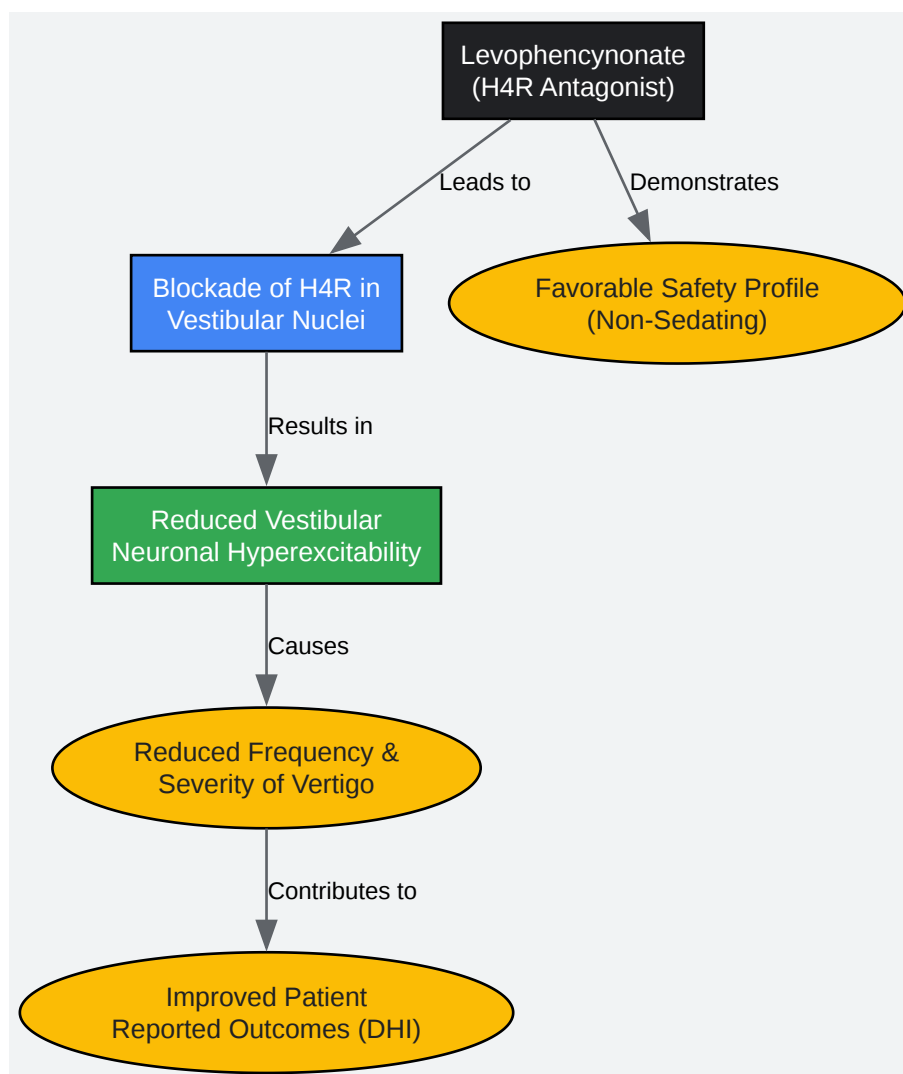 Levophencynonate
(H4R Antagonist)
Leads to
Demonstrates
Blockade of H4R in
Vestibular Nuclei
Favorable Safety Profile
(Non-Sedating)
Results in
Reduced Vestibular
Neuronal Hyperexcitability
Causes
Reduced Frequency &
Severity of Vertigo
Contributes to
Improved Patient
Reported Outcomes (DHI)